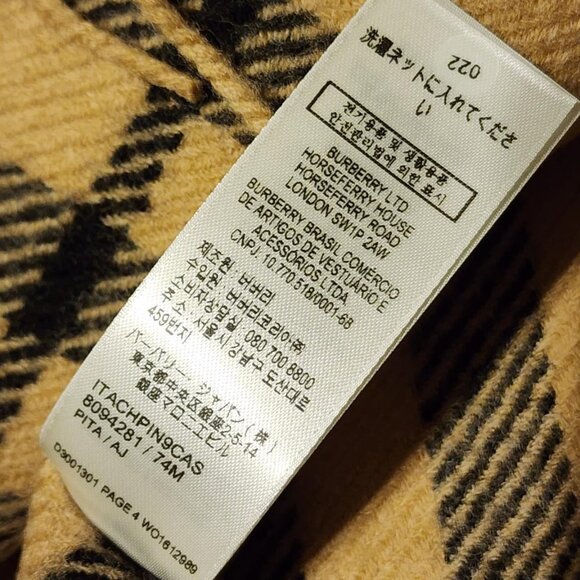 022
洗濯ネットに入れてくださ
い
전기용품 및 생활용품
안전관리법에 의한 표시
BURBERRY LTD
HORSEFERRY HOUSE
HORSEFERRY ROAD
LONDON SW1P 2AW
BURBERRY BRASIL COMÉRCIO
DE ARTIGOS DE VESTUÁRIO E
ACESSÓRIOS LTDA
CNPJ. 10.770.518/0001-68
제조원: 버버리
수입원: 버버리코리아㈜
소비자상담실: 080 700 8800
주소: 서울시 강남구 도산대로
459번지
バーバリー・ジャパン(株)
東京都中央区銀座2-5-14
銀座マロニエビル
ITACHPIN9CAS
8094281 / 74M
PITA / AJ
D3001301 PAGE 4 WO1612989